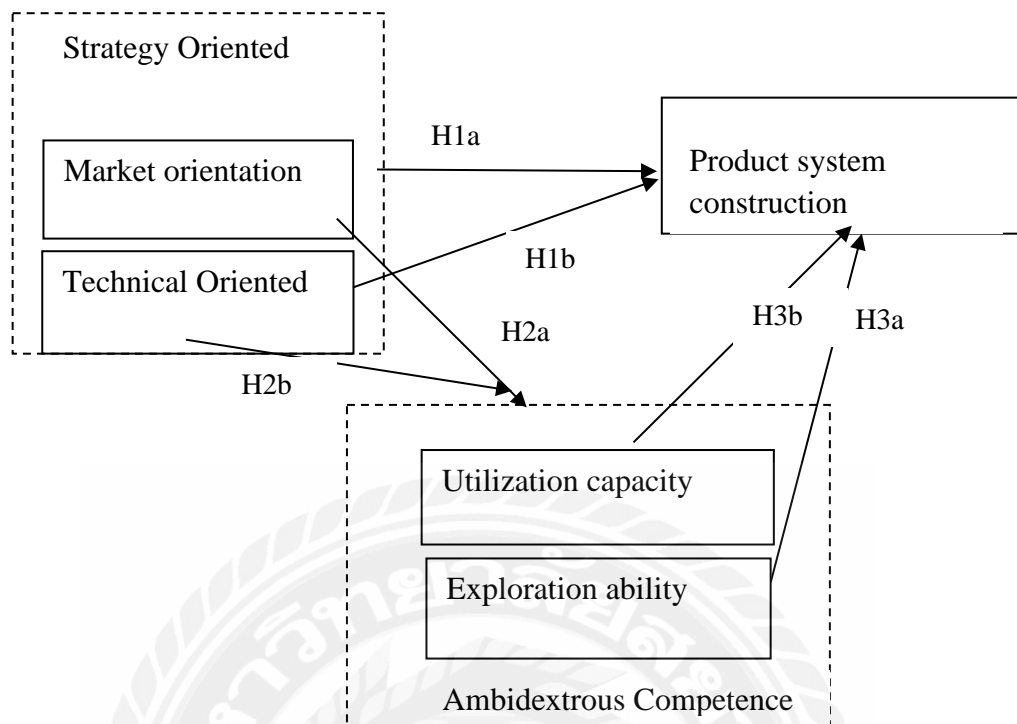 Strategy Oriented
H1a
Market orientation
Product system
construction
H1b
Technical Oriented
H3b
H3a
H2a
H2b
Utilization capacity
Exploration ability
Ambidextrous Competence